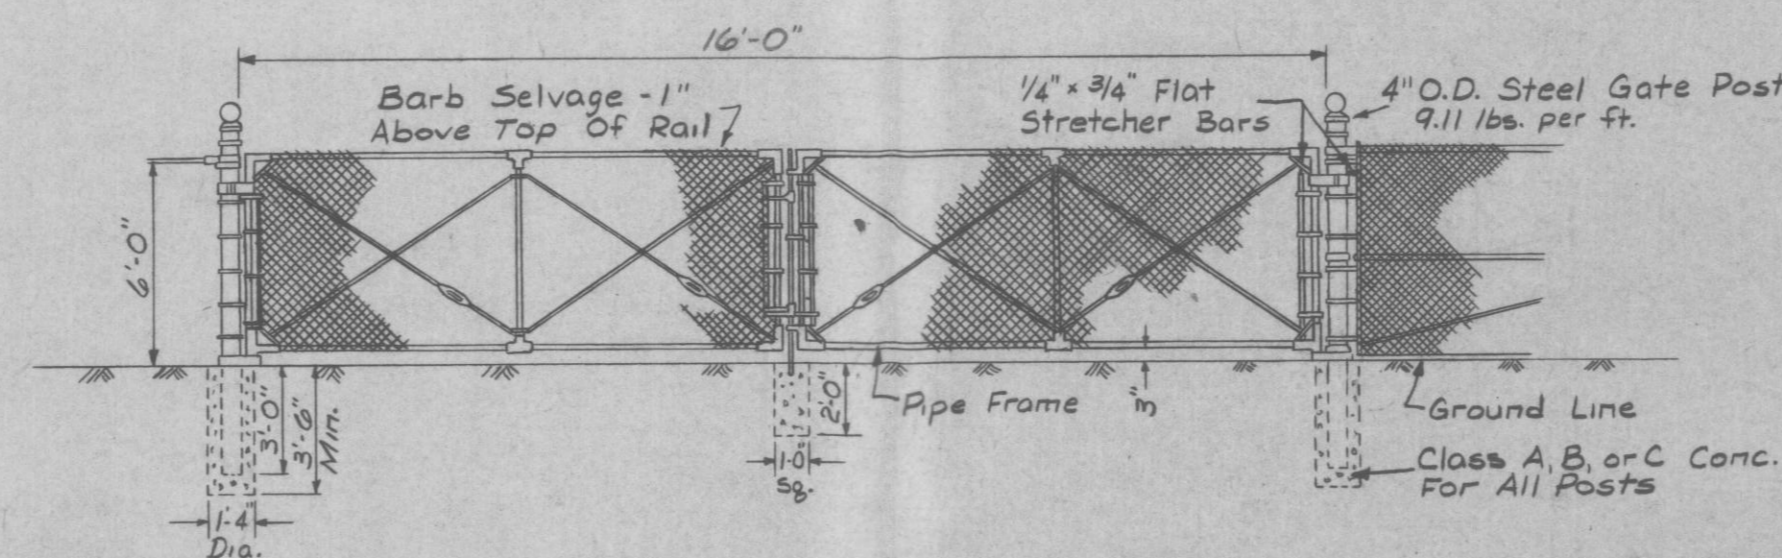 16'-0"
Barb Selvage - 1"
Above Top Of Rail
1/4" x 3/4" Flat
Stretcher Bars
4" O.D. Steel Gate Post
9.11 lbs. per ft.
6'-0"
3'-0"
3'-6"
Min.
2'-0"
Pipe Frame
3"
Ground Line
1'-0"
Sq.
Class A, B, or C Conc.
For All Posts
1'-4"
Dia.